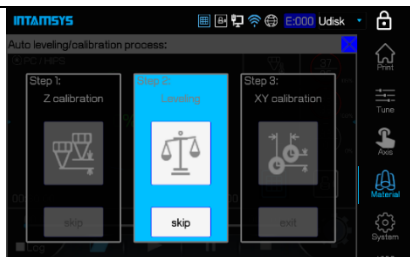 INTAMSYS E:000 Udisk
Auto leveling/calibration process:
Print
Step 1:
Z calibration
Step 2:
Leveling
Step 3:
XY calibration
Tune
Axis
Material
skip
skip
exit
System
Log